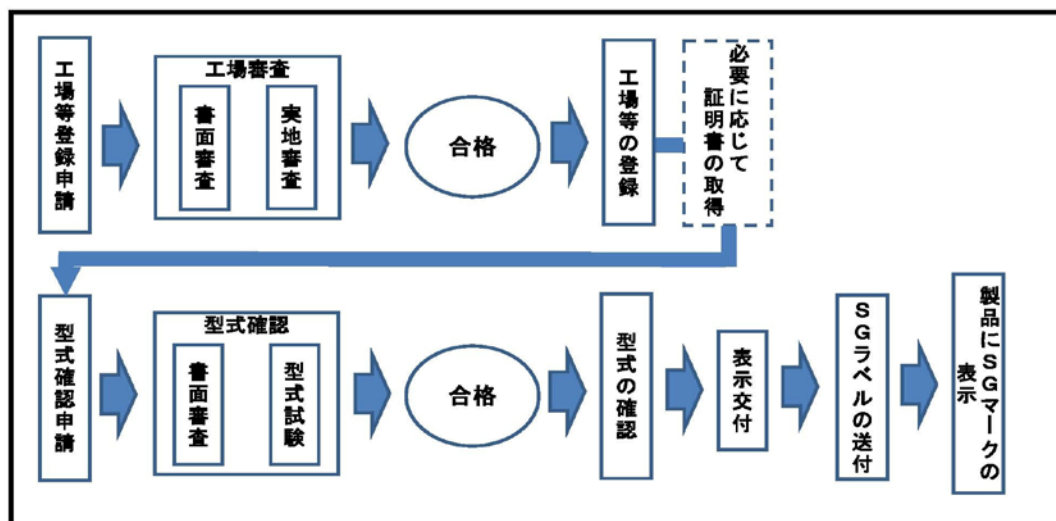 工場等登録申請
工場審査
書面審査
実地審査
合格
工場等の登録
必要に応じて
証明書の取得
型式確認申請
型式確認
書面審査
型式試験
合格
型式の確認
表示交付
SGラベルの送付
製品にSGマークの
表示